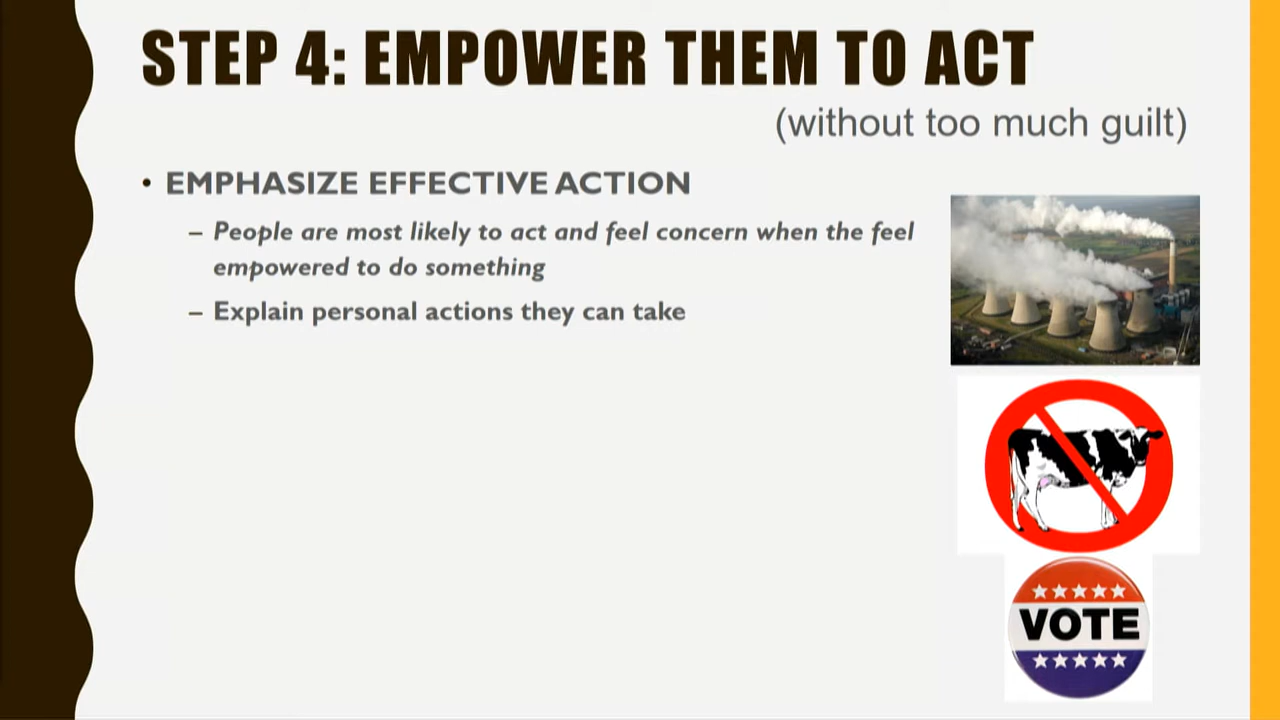 STEP 4: EMPOWER THEM TO ACT
(without too much guilt)
• EMPHASIZE EFFECTIVE ACTION
– People are most likely to act and feel concern when the feel
empowered to do something
– Explain personal actions they can take
VOTE